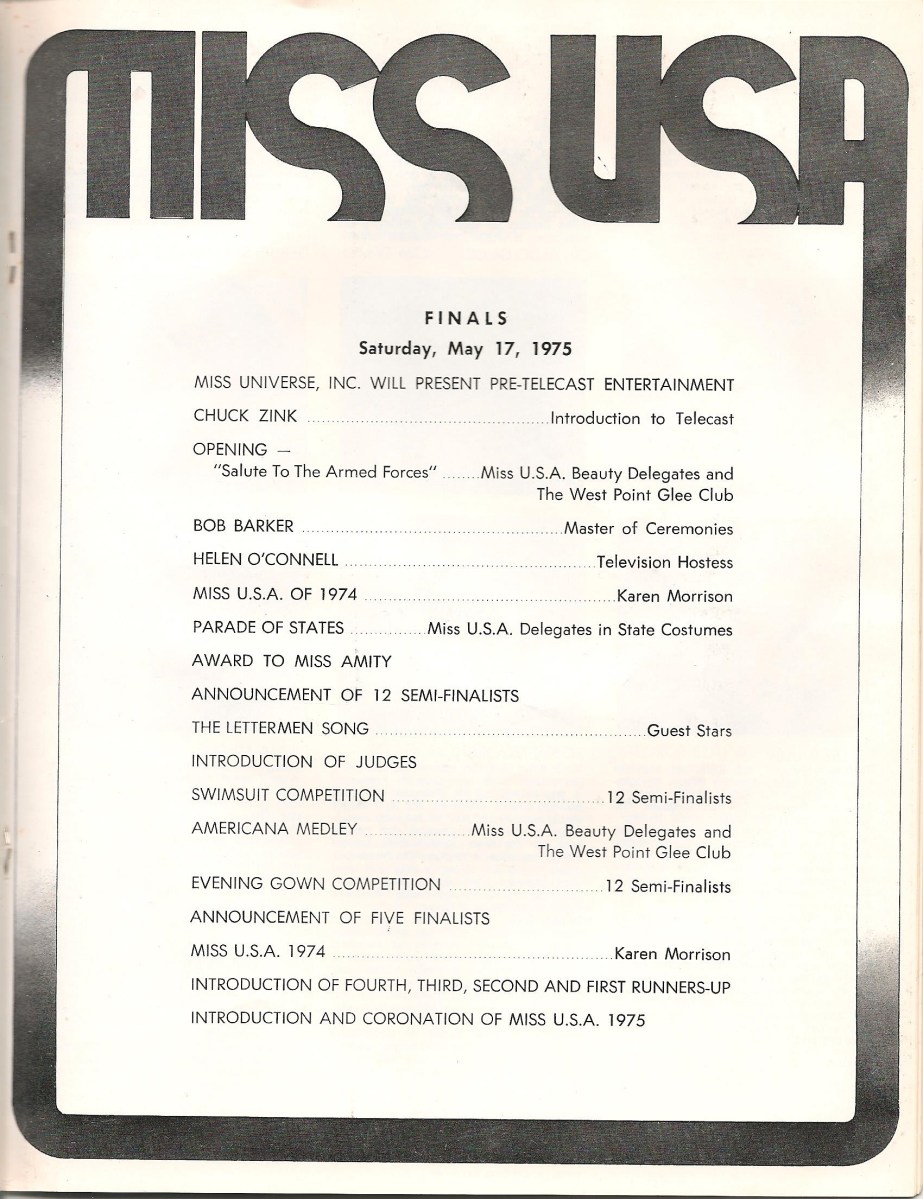 MISS USA
FINALS
Saturday, May 17, 1975
MISS UNIVERSE, INC. WILL PRESENT PRE-TELECAST ENTERTAINMENT
CHUCK ZINK ........ Introduction to Telecast
OPENING —
"Salute To The Armed Forces" ........ Miss U.S.A. Beauty Delegates and
The West Point Glee Club
BOB BARKER ........ Master of Ceremonies
HELEN O'CONNELL ........ Television Hostess
MISS U.S.A. OF 1974 ........ Karen Morrison
PARADE OF STATES ........ Miss U.S.A. Delegates in State Costumes
AWARD TO MISS AMITY
ANNOUNCEMENT OF 12 SEMI-FINALISTS
THE LETTERMEN SONG ........ Guest Stars
INTRODUCTION OF JUDGES
SWIMSUIT COMPETITION ........ 12 Semi-Finalists
AMERICANA MEDLEY ........ Miss U.S.A. Beauty Delegates and
The West Point Glee Club
EVENING GOWN COMPETITION ........ 12 Semi-Finalists
ANNOUNCEMENT OF FIVE FINALISTS
MISS U.S.A. 1974 ........ Karen Morrison
INTRODUCTION OF FOURTH, THIRD, SECOND AND FIRST RUNNERS-UP
INTRODUCTION AND CORONATION OF MISS U.S.A. 1975